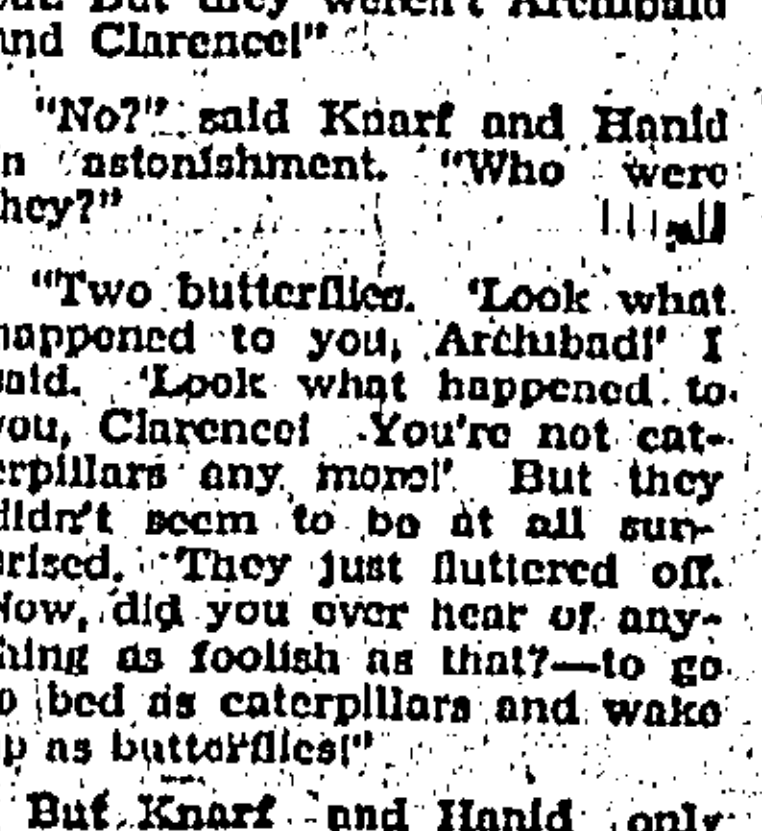 out. But they weren't Archibald
and Clarence!"
"No?" said Knarf and Hanid
in astonishment. "Who were
they?"
"Two butterflies. 'Look what
happened to you, Archibad!' I
said. 'Look what happened to
you, Clarence! You're not cat-
erpillars any more!' But they
didn't seem to be at all sur-
prised. They just fluttered off.
Now, did you ever hear of any-
thing as foolish as that?—to go
to bed as caterpillars and wake
up as butterflies!"
But Knarf and Hanid only